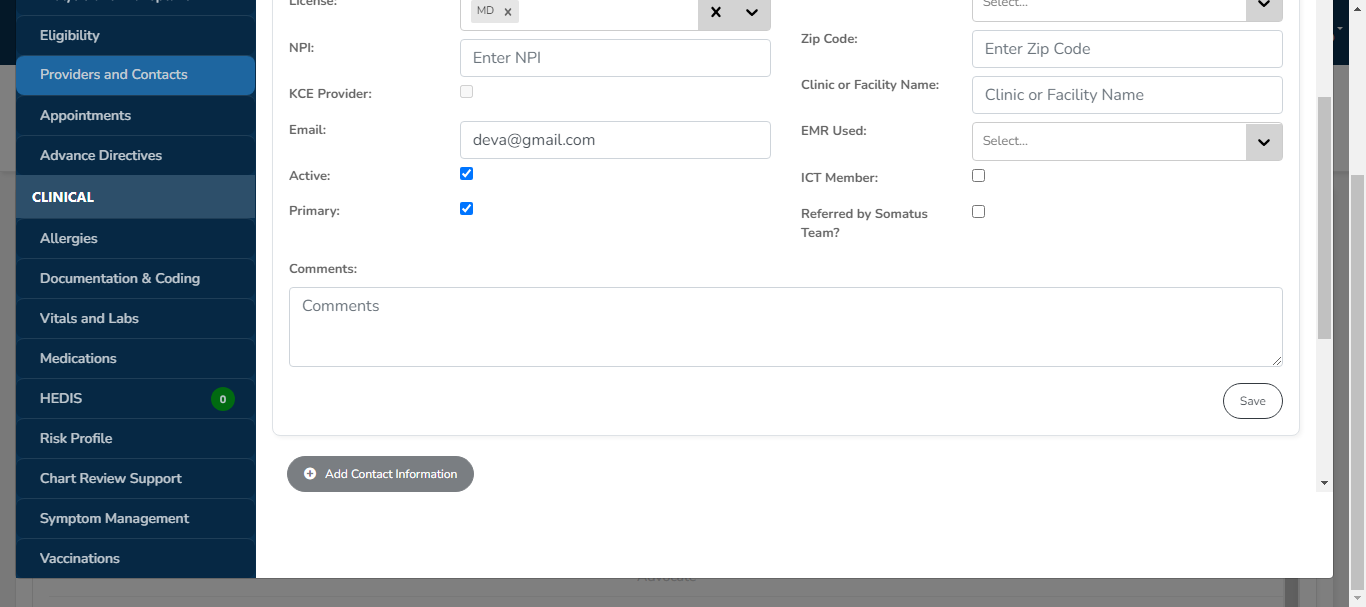 Eligibility
Providers and Contacts
Appointments
Advance Directives
CLINICAL
Allergies
Documentation & Coding
Vitals and Labs
Medications
HEDIS 0
Risk Profile
Chart Review Support
Symptom Management
Vaccinations
License:
MD x
NPI:
Enter NPI
KCE Provider:
Email:
deva@gmail.com
Active:
Primary:
Select...
Zip Code:
Enter Zip Code
Clinic or Facility Name:
Clinic or Facility Name
EMR Used:
Select...
ICT Member:
Referred by Somatus
Team?
Comments:
Comments
Save
Add Contact Information
Advocate